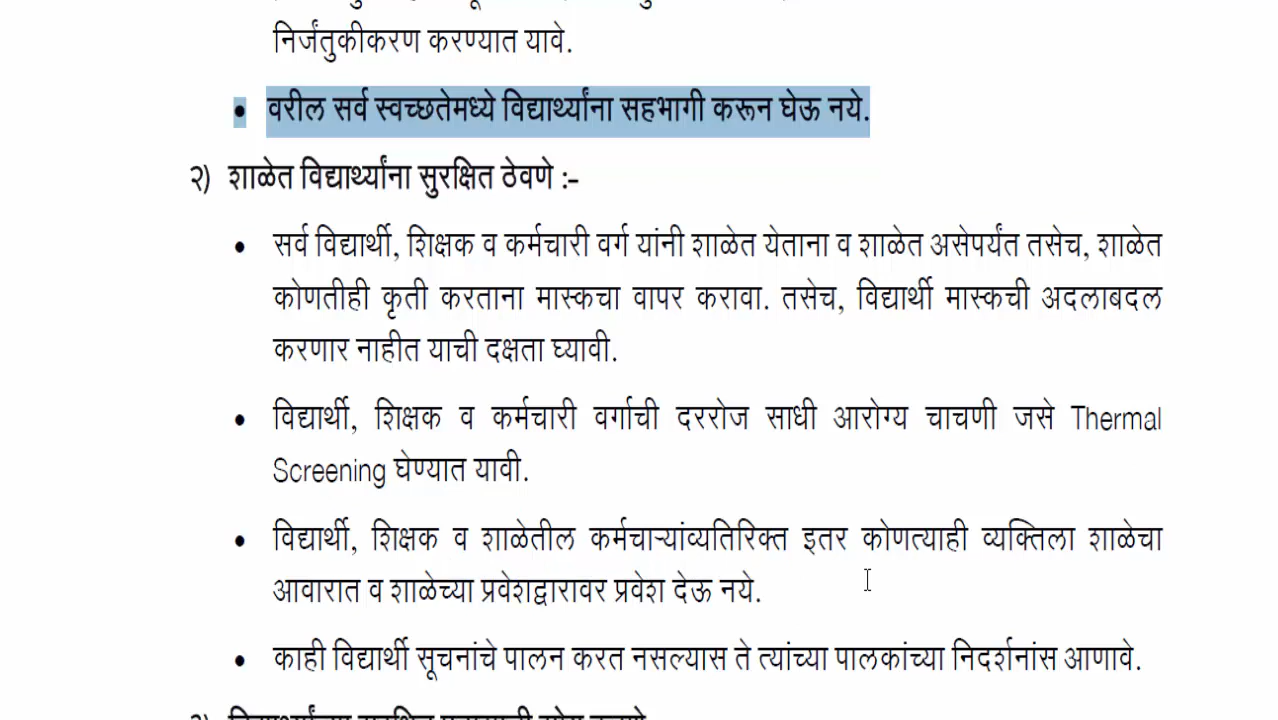 निर्जंतुकीकरण करण्यात यावे.
• वरील सर्व स्वच्छतेमध्ये विद्यार्थ्यांना सहभागी करून घेऊ नये.
२) शाळेत विद्यार्थ्यांना सुरक्षित ठेवणे :-
• सर्व विद्यार्थी, शिक्षक व कर्मचारी वर्ग यांनी शाळेत येताना व शाळेत असेपर्यंत तसेच, शाळेत
कोणतीही कृती करताना मास्कचा वापर करावा. तसेच, विद्यार्थी मास्कची अदलाबदल
करणार नाहीत याची दक्षता घ्यावी.
• विद्यार्थी, शिक्षक व कर्मचारी वर्गाची दररोज साधी आरोग्य चाचणी जसे Thermal
Screening घेण्यात यावी.
• विद्यार्थी, शिक्षक व शाळेतील कर्मचाऱ्यांव्यतिरिक्त इतर कोणत्याही व्यक्तिला शाळेचा
आवारात व शाळेच्या प्रवेशद्वारावर प्रवेश देऊ नये.
• काही विद्यार्थी सूचनांचे पालन करत नसल्यास ते त्यांच्या पालकांच्या निदर्शनांस आणावे.